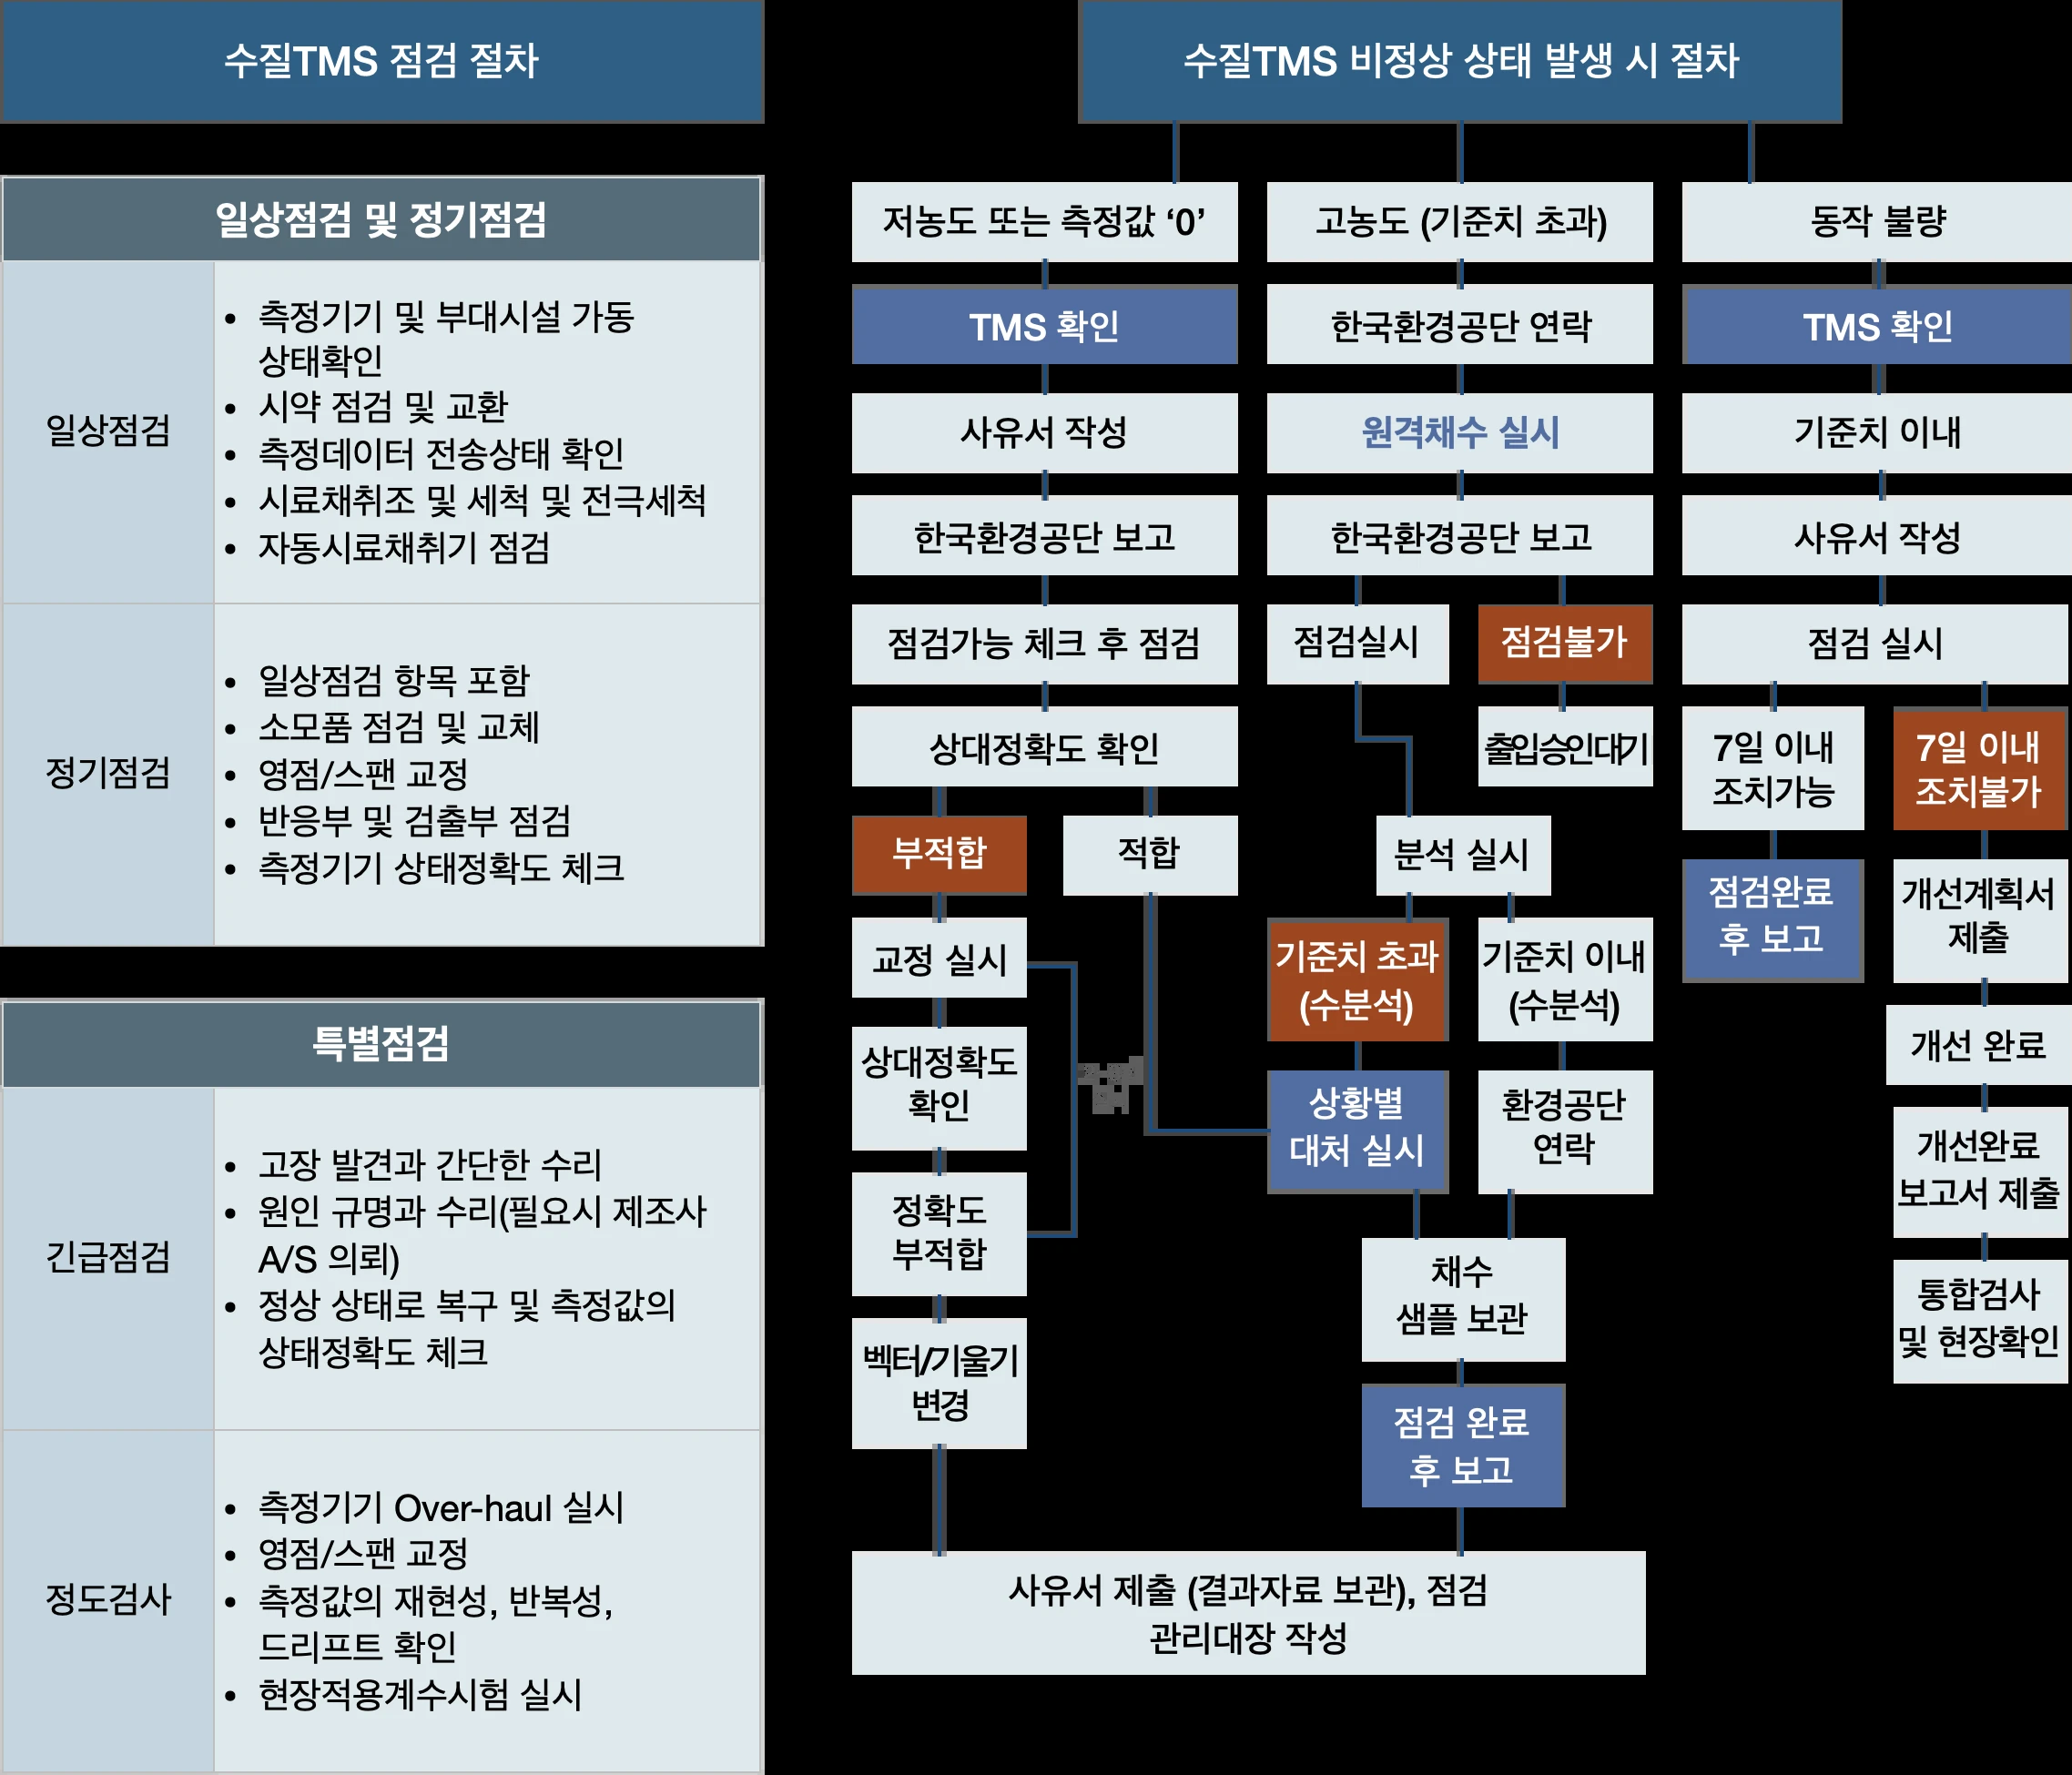 수질TMS 점검 절차
일상점검 및 정기점검
일상점검
• 측정기기 및 부대시설 가동
상태확인
• 시약 점검 및 교환
• 측정데이터 전송상태 확인
• 시료채취조 및 세척 및 전극세척
• 자동시료채취기 점검
정기점검
• 일상점검 항목 포함
• 소모품 점검 및 교체
• 영점/스팬 교정
• 반응부 및 검출부 점검
• 측정기기 상태정확도 체크
특별점검
긴급점검
• 고장 발견과 간단한 수리
• 원인 규명과 수리(필요시 제조사
A/S 의뢰)
• 정상 상태로 복구 및 측정값의
상태정확도 체크
정도검사
• 측정기기 Over-haul 실시
• 영점/스팬 교정
• 측정값의 재현성, 반복성,
드리프트 확인
• 현장적용계수시험 실시
수질TMS 비정상 상태 발생 시 절차
저농도 또는 측정값 ‘0’
TMS 확인
사유서 작성
한국환경공단 보고
점검가능 체크 후 점검
상대정확도 확인
부적합
적합
교정 실시
상대정확도
확인
정확도
부적합
벡터/기울기
변경
고농도 (기준치 초과)
한국환경공단 연락
원격채수 실시
한국환경공단 보고
점검실시
점검불가
출입승인대기
분석 실시
기준치 초과
(수분석)
기준치 이내
(수분석)
상황별
대처 실시
환경공단
연락
채수
샘플 보관
점검 완료
후 보고
사유서 제출 (결과자료 보관), 점검
관리대장 작성
동작 불량
TMS 확인
기준치 이내
사유서 작성
점검 실시
7일 이내
조치가능
7일 이내
조치불가
점검완료
후 보고
개선계획서
제출
개선 완료
개선완료
보고서 제출
통합검사
및 현장확인